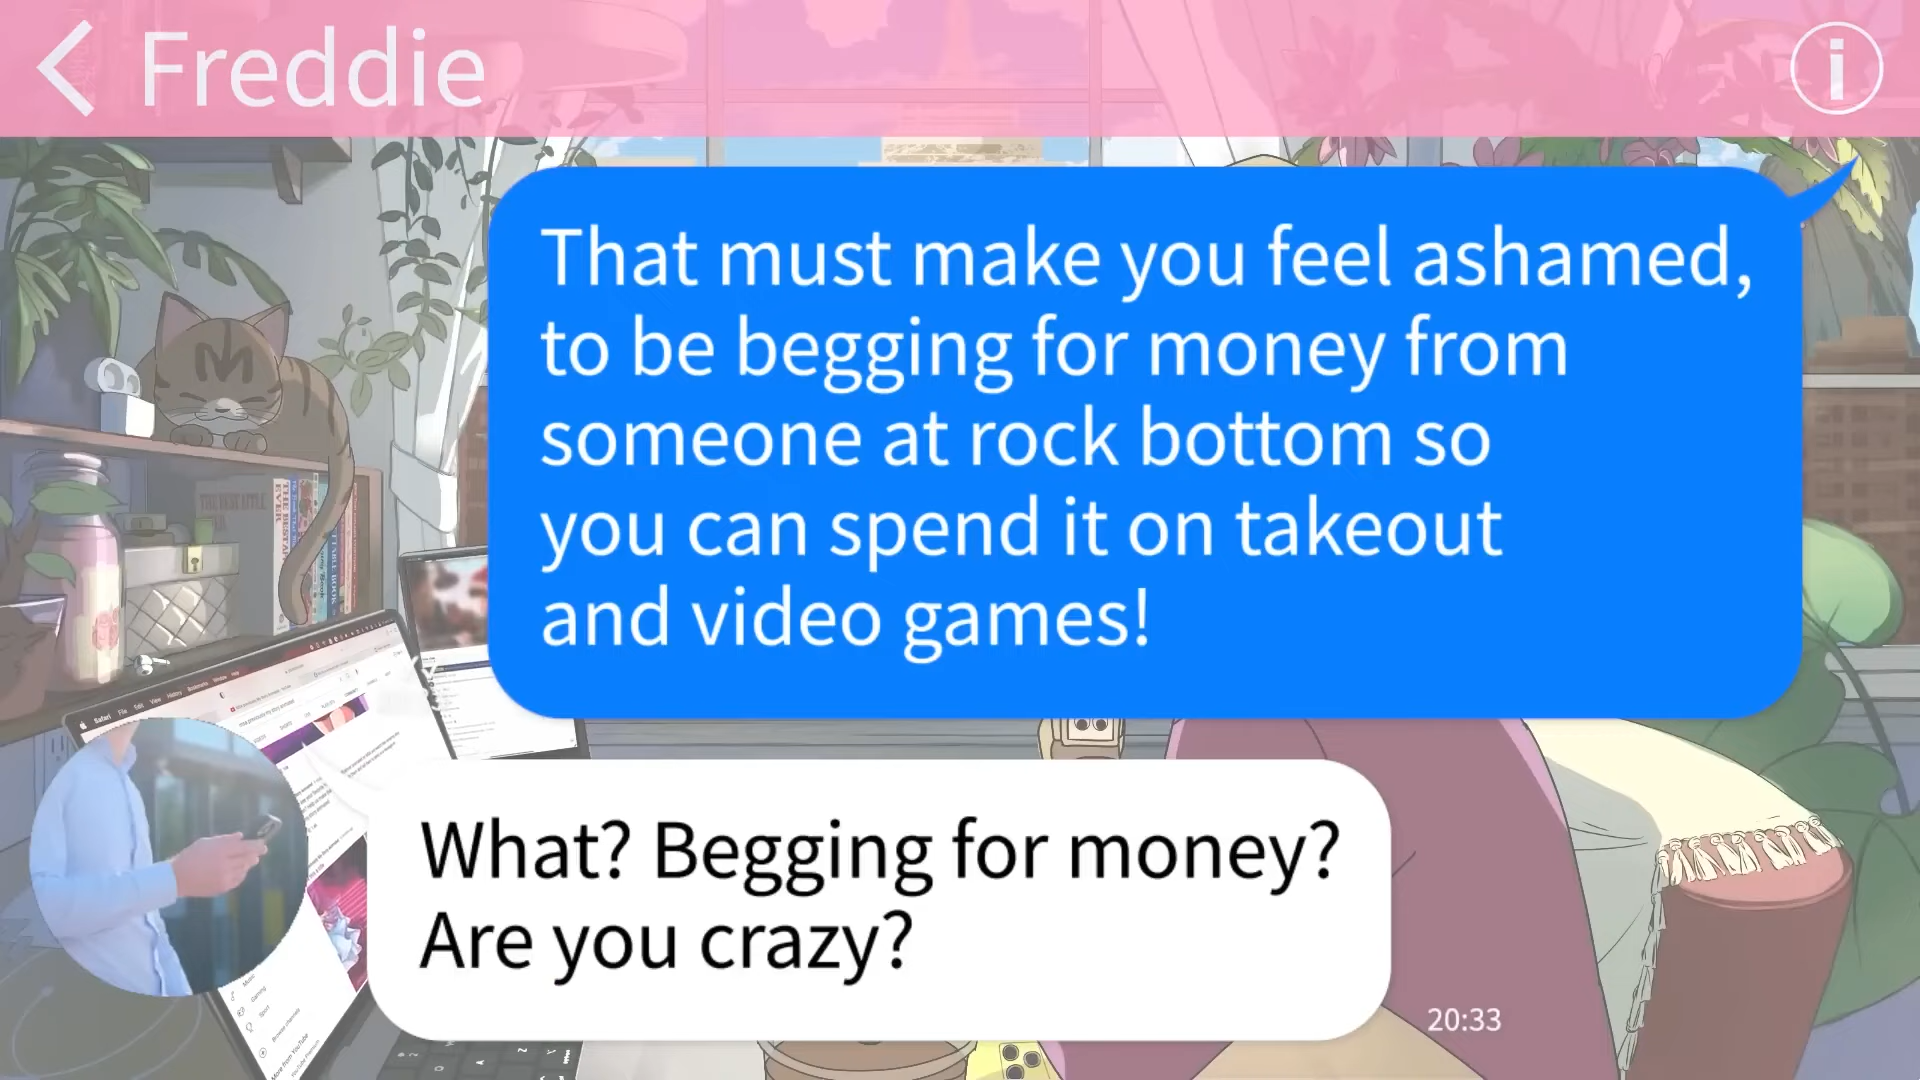 Freddie
That must make you feel ashamed,
to be begging for money from
someone at rock bottom so
you can spend it on takeout
and video games!
What? Begging for money?
Are you crazy?
20:33